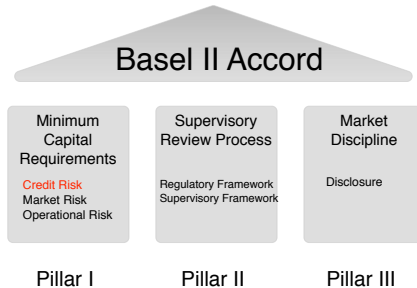 Basel II Accord
Minimum
Capital
Requirements
Credit Risk
Market Risk
Operational Risk
Supervisory
Review Process
Regulatory Framework
Supervisory Framework
Market
Discipline
Disclosure
Pillar I
Pillar II
Pillar III